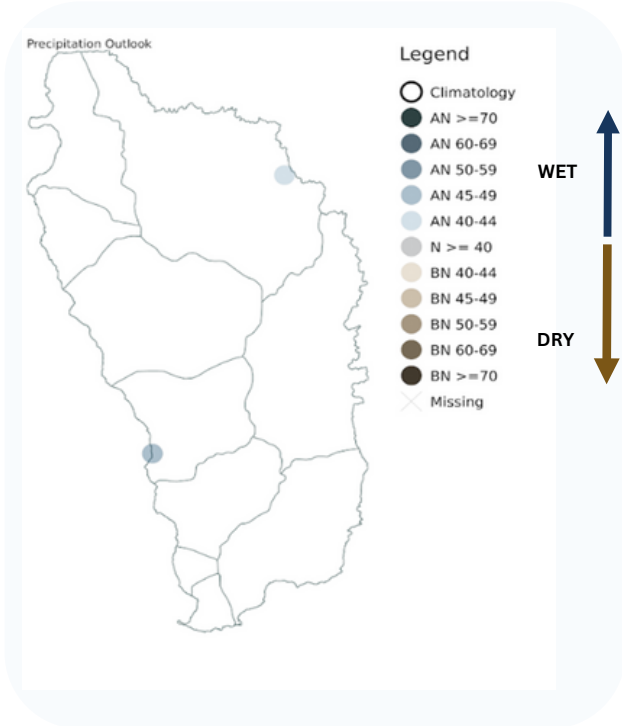 Precipitation Outlook
Legend
Climatology
AN >=70
AN 60-69
AN 50-59
AN 45-49
AN 40-44
N >= 40
BN 40-44
BN 45-49
BN 50-59
BN 60-69
BN >=70
Missing
WET
DRY